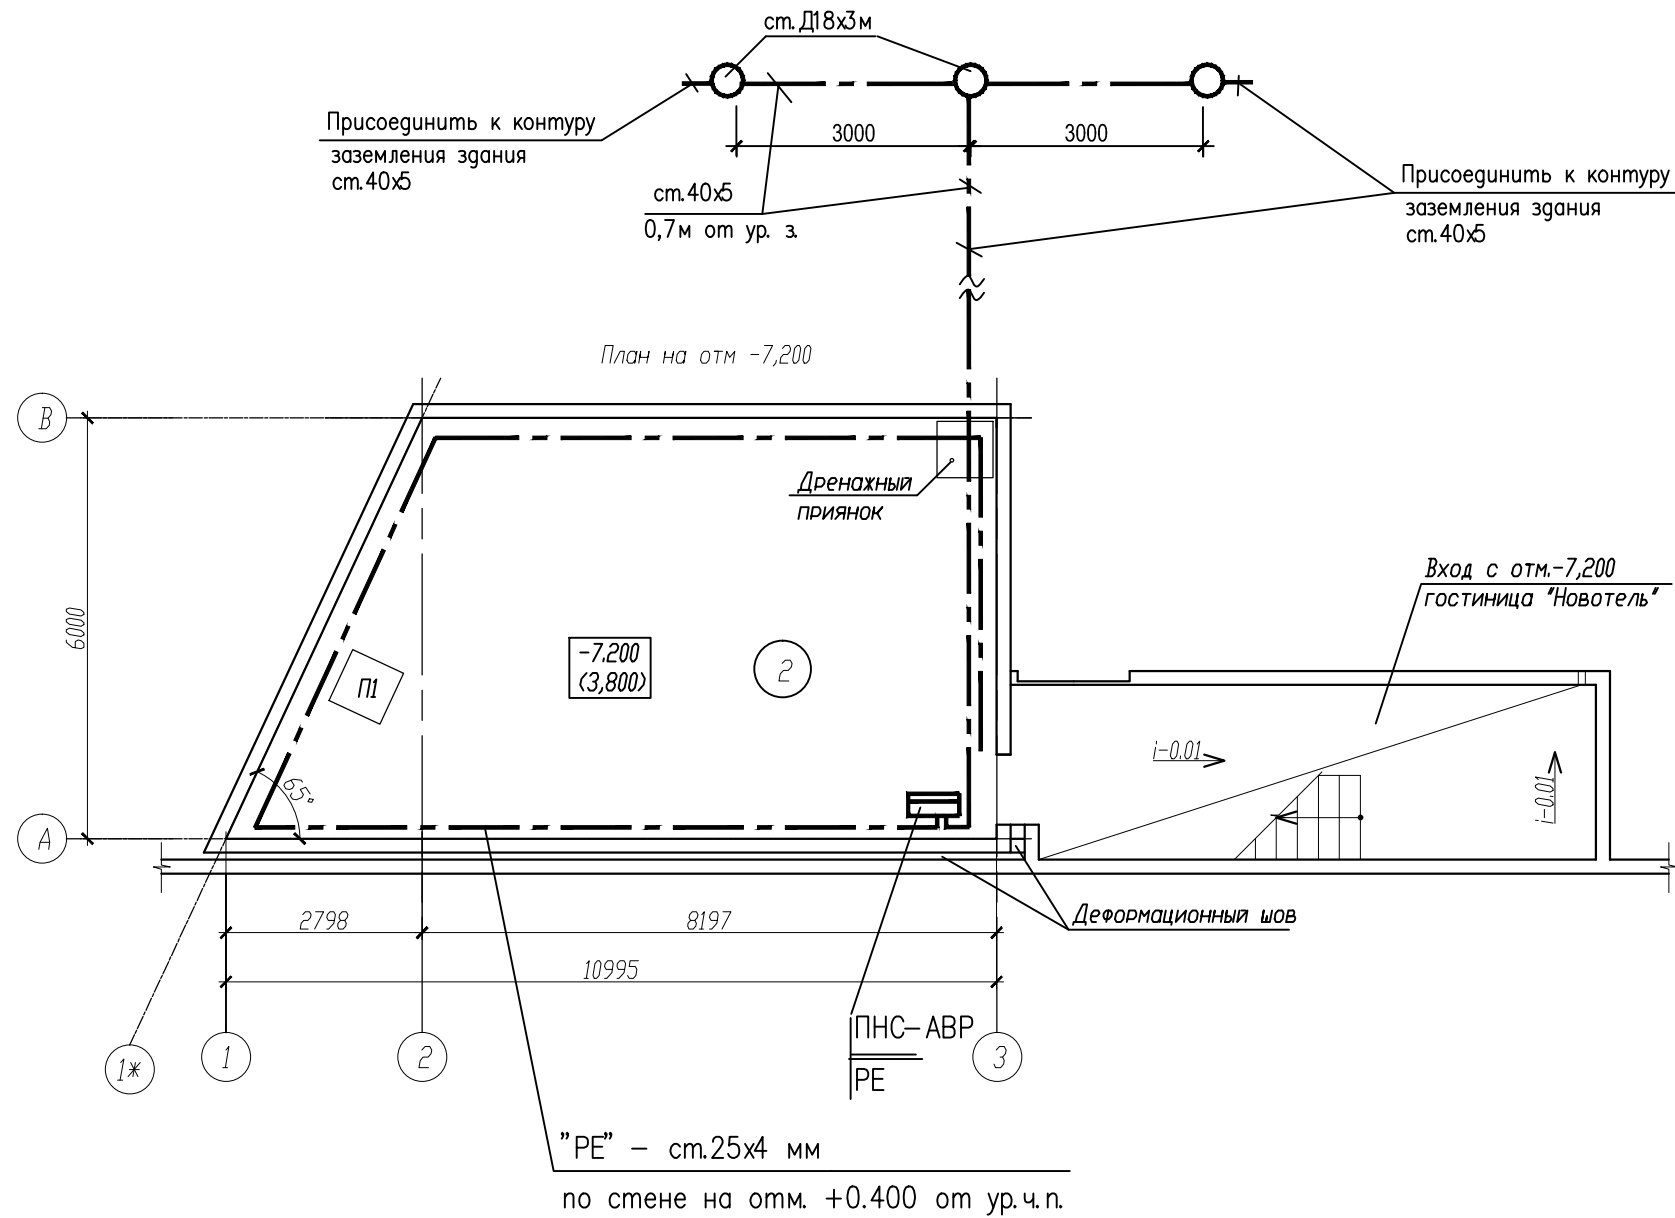 ст.Д18х3м
Присоединить к контуру
заземления здания
ст.40х5
3000
3000
ст.40х5
0,7м от ур. з.
Присоединить к контуру
заземления здания
ст.40х5
План на отм -7,200
В
Дренажный
приянок
Вход с отм.-7,200
гостиница "Новотель"
6000
-7.200
(3,800)
2
П1
i-0.01
i-0.01
65°
А
2798
8197
Деформационный шов
10995
ПНС-АВР
РЕ
1*
1
2
3
"РЕ" - ст.25х4 мм
по стене на отм. +0.400 от ур.ч.п.